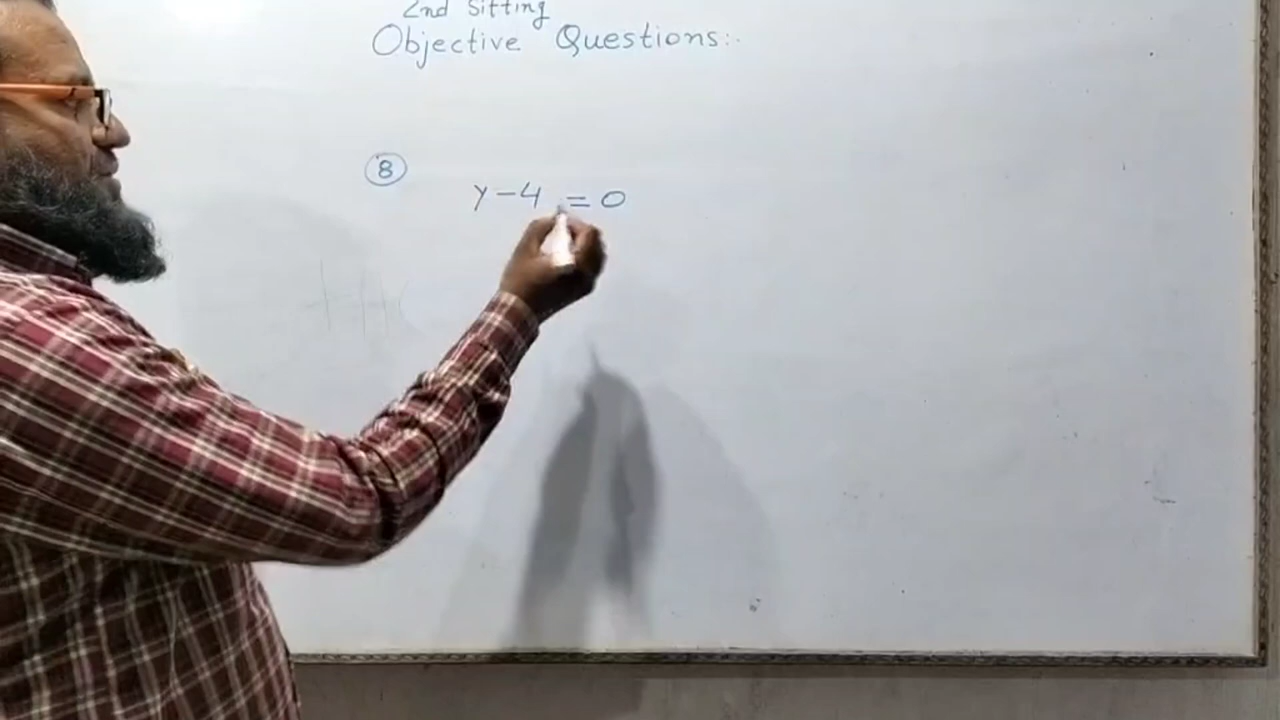 2nd Sitting
Objective Questions:-
8
y-4 = 0